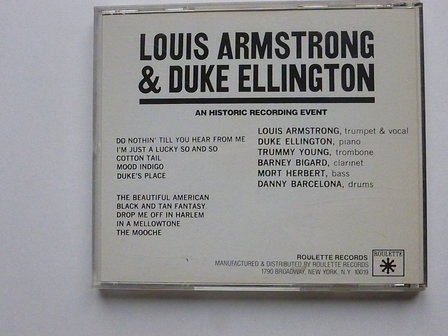 LOUIS ARMSTRONG
& DUKE ELLINGTON
AN HISTORIC RECORDING EVENT
DO NOTHIN' TILL YOU HEAR FROM ME
I'M JUST A LUCKY SO AND SO
COTTON TAIL
MOOD INDIGO
DUKE'S PLACE
THE BEAUTIFUL AMERICAN
BLACK AND TAN FANTASY
DROP ME OFF IN HARLEM
IN A MELLOWTONE
THE MOOCHE
LOUIS ARMSTRONG, trumpet & vocal
DUKE ELLINGTON, piano
TRUMMY YOUNG, trombone
BARNEY BIGARD, clarinet
MORT HERBERT, bass
DANNY BARCELONA, drums
ROULETTE RECORDS
MANUFACTURED & DISTRIBUTED BY ROULETTE RECORDS
1790 BROADWAY, NEW YORK, N.Y. 10019
ROULETTE